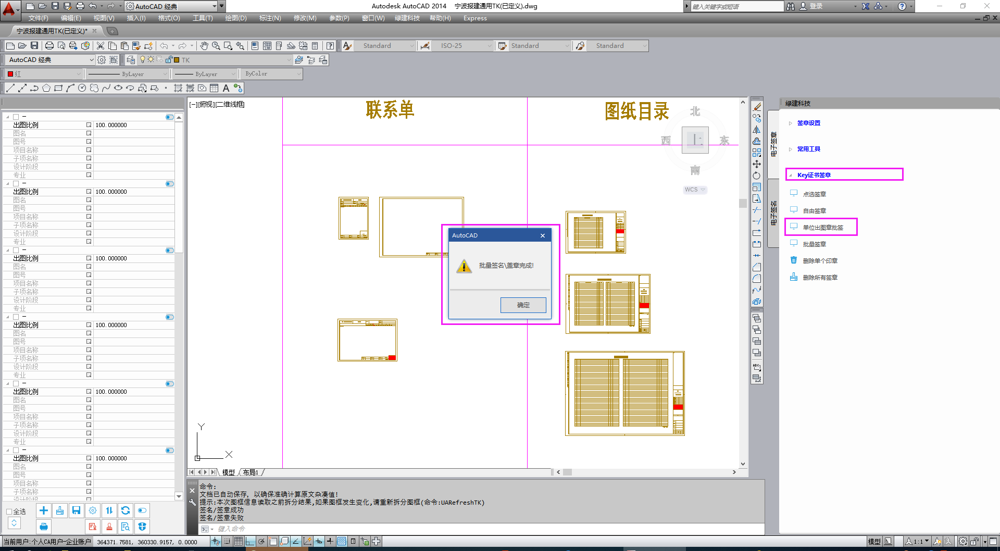 AutoCAD 经典
Autodesk AutoCAD 2014 宁波报建通用TK(已定义).dwg
键入关键字或短语
登录
文件(F) 编辑(E) 视图(V) 插入(I) 格式(O) 工具(T) 绘图(D) 标注(N) 修改(M) 参数(P) 窗口(W) 绿建科技 帮助(H) Express
宁波报建通用TK(已定义)*
Standard ISO-25 Standard Standard
AutoCAD 经典 TK
红 ByLayer ByLayer ByColor
出图比例 100.000000
图名
图号
项目名称
子项名称
设计阶段
专业
出图比例 100.000000
图名
图号
项目名称
子项名称
设计阶段
专业
出图比例 100.000000
图名
图号
项目名称
子项名称
设计阶段
专业
出图比例 100.000000
图名
图号
项目名称
子项名称
设计阶段
专业
出图比例 100.000000
图名
图号
项目名称
子项名称
设计阶段
专业
出图比例 100.000000
图名
图号
项目名称
子项名称
设计阶段
全选
[−][俯视][二维线框]
联系单
图纸目录
北
西 上 东
南
WCS
AutoCAD
批量签名\盖章完成!
确定
Y
X
模型 布局1
命令:
文档已自动保存, 以确保准确计算原文杂凑值!
提示:本次图框信息读取之前拆分结果,如果图框发生变化,请重新拆分图框(命令:UARefreshTK)
签名/签章成功
签名/签章失败
键入命令
绿建科技
电子签章
电子签名
签章设置
常用工具
Key证书签章
点选签章
自由签章
单位出图章批签
批量签章
删除单个印章
删除所有签章
当前用户:个人CA用户-企业账户 364371.7581, 360330.9157, 0.0000
模型 1:1